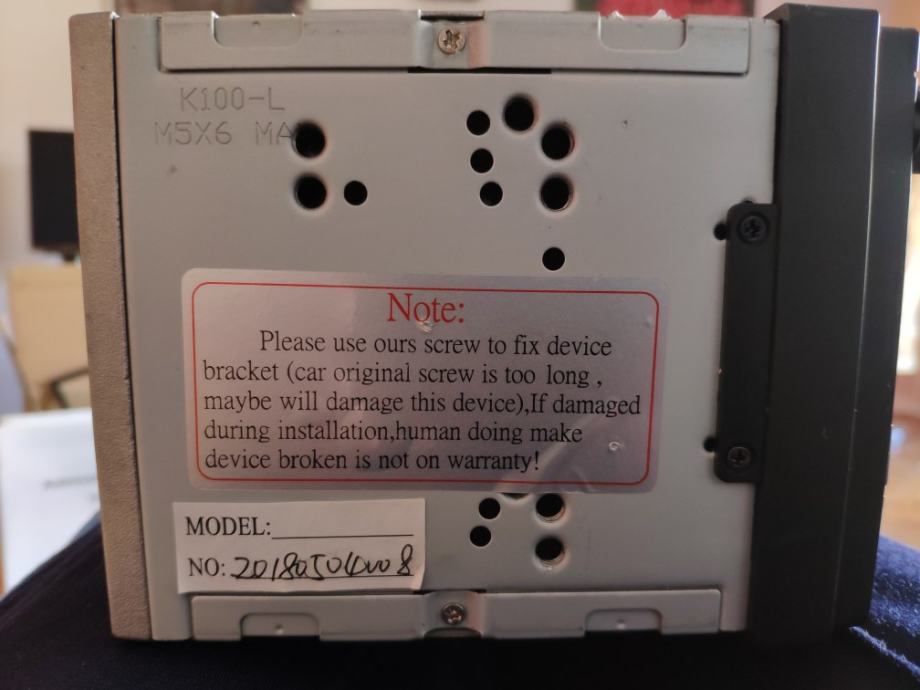 K100-L
M5X6 MA
Note:
Please use ours screw to fix device
bracket (car original screw is too long ,
maybe will damage this device),If damaged
during installation,human doing make
device broken is not on warranty!
MODEL:
NO: